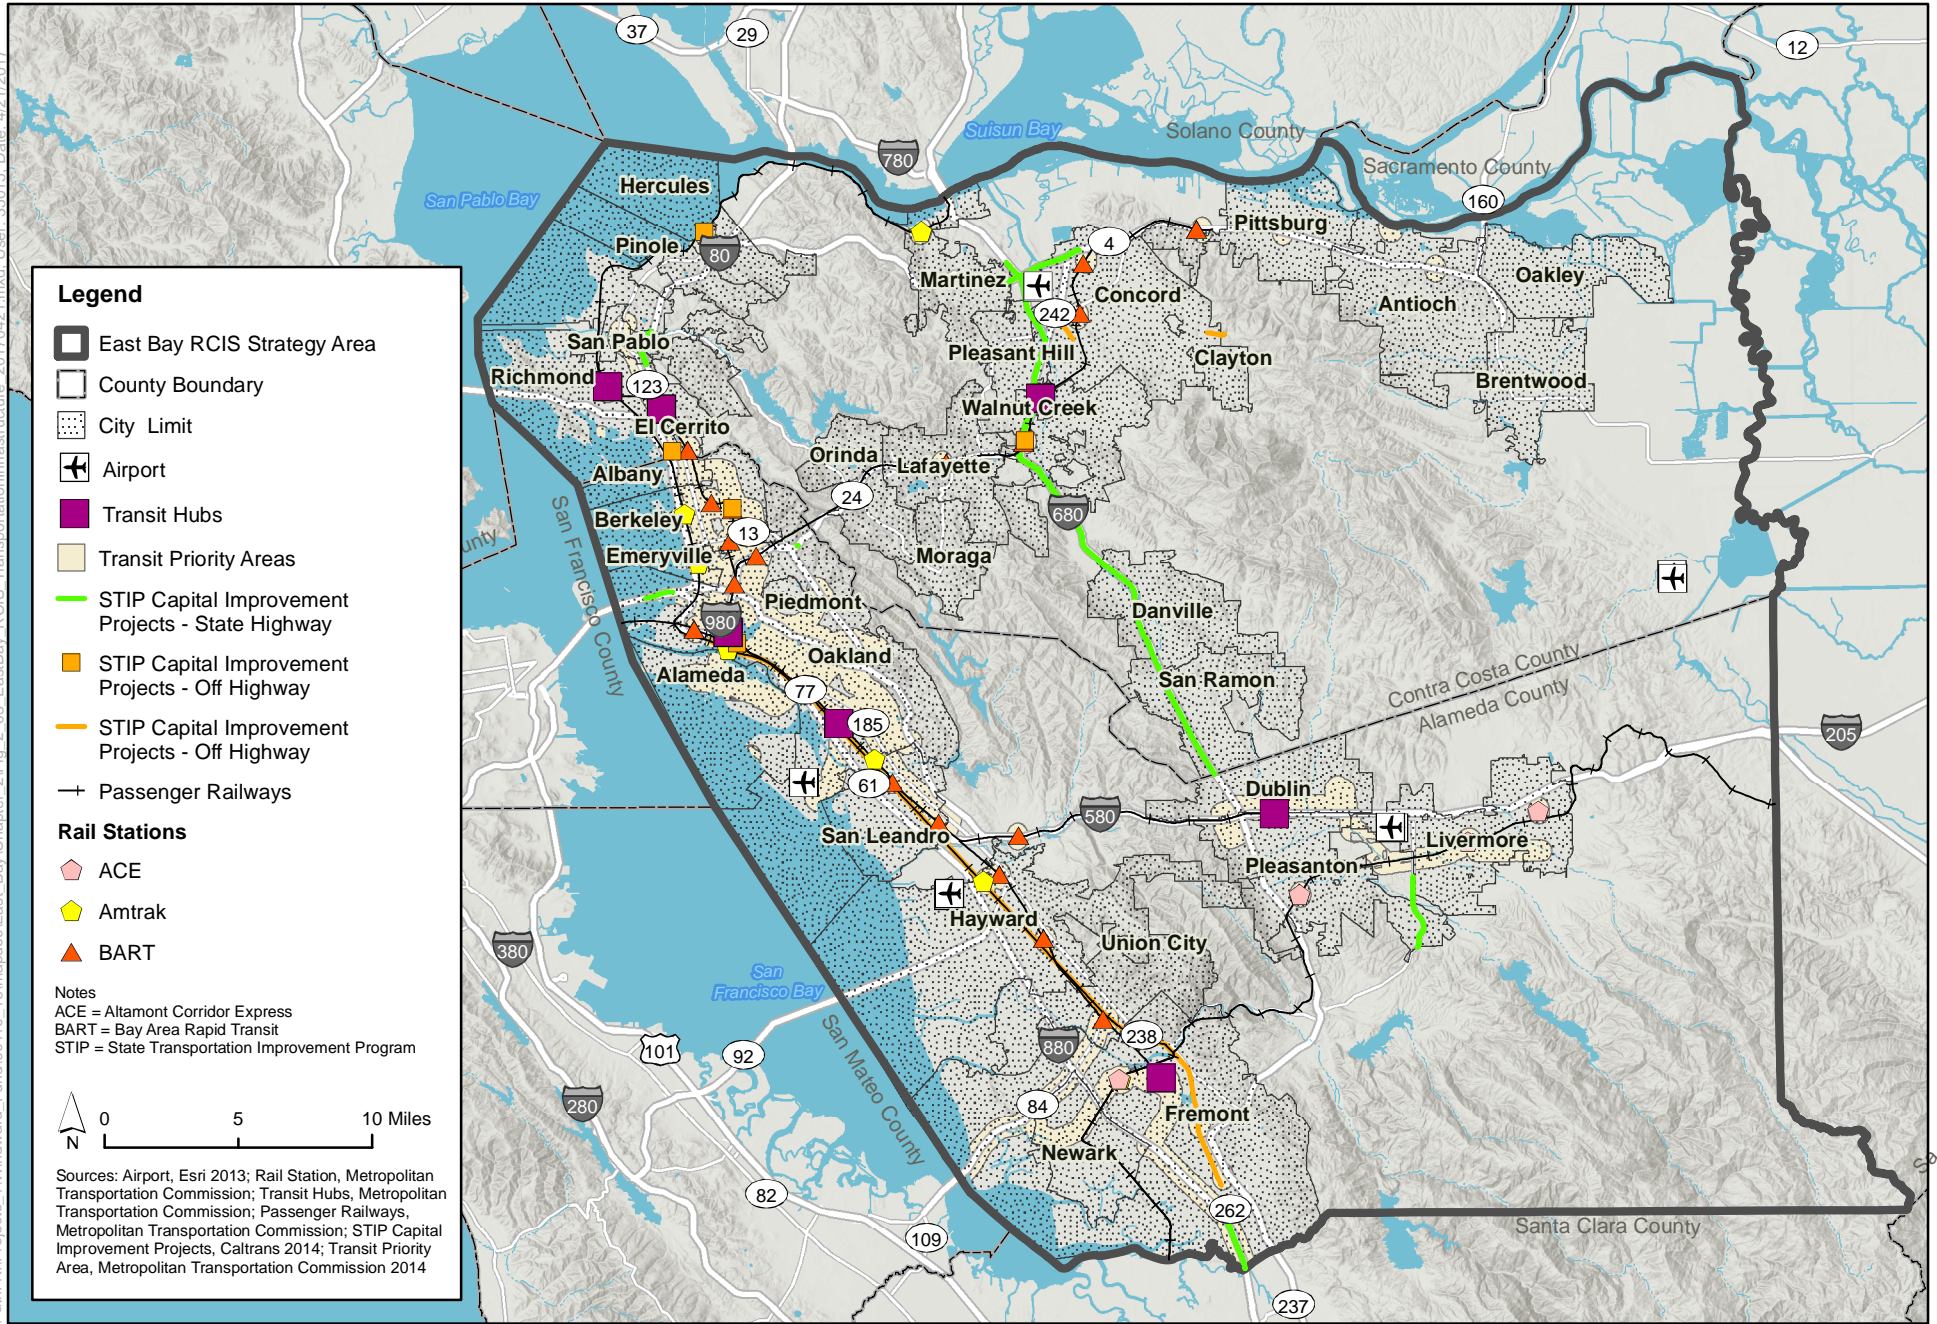 37
29
12
780
Suisun Bay
Solano County
Sacramento County
160
San Pablo Bay
Hercules
Pinole
80
Martinez
4
Pittsburg
Concord
242
Antioch
Oakley
San Pablo
Pleasant Hill
Clayton
Richmond
123
Brentwood
Walnut Creek
El Cerrito
Orinda
Lafayette
Albany
24
680
Berkeley
13
Emeryville
Moraga
San Francisco County
unty
Piedmont
Danville
980
Oakland
Alameda
San Ramon
Contra Costa County
Alameda County
77
185
205
61
Dublin
580
San Leandro
Livermore
Pleasanton
Hayward
Union City
380
San
Francisco Bay
San Mateo County
101
92
880
238
280
84
Fremont
Newark
82
109
262
Santa Clara County
237
Sa
Legend
East Bay RCIS Strategy Area
County Boundary
City Limit
Airport
Transit Hubs
Transit Priority Areas
STIP Capital Improvement
Projects - State Highway
STIP Capital Improvement
Projects - Off Highway
STIP Capital Improvement
Projects - Off Highway
Passenger Railways
Rail Stations
ACE
Amtrak
BART
Notes
ACE = Altamont Corridor Express
BART = Bay Area Rapid Transit
STIP = State Transportation Improvement Program
N
0 5 10 Miles
Sources: Airport, Esri 2013; Rail Station, Metropolitan
Transportation Commission; Transit Hubs, Metropolitan
Transportation Commission; Passenger Railways,
Metropolitan Transportation Commission; STIP Capital
Improvement Projects, Caltrans 2014; Transit Priority
Area, Metropolitan Transportation Commission 2014